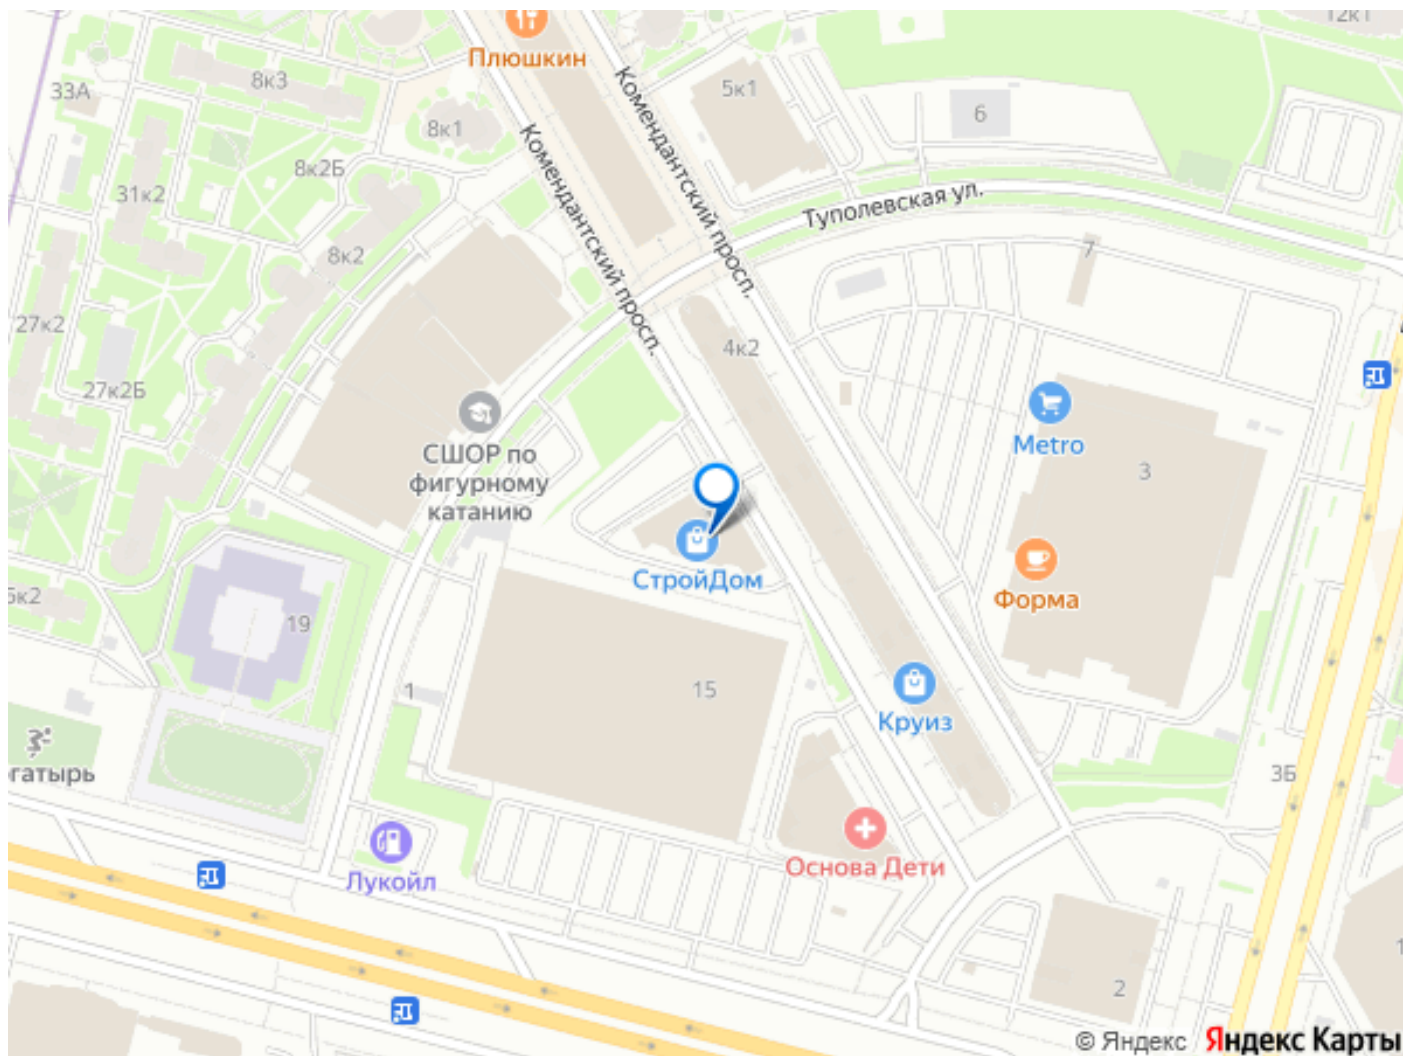 12к1
Плюшкин
8к3
33А
5к1
6
8к1
Комендантский просп.
Комендантский просп.
8к2Б
31к2
Туполевская ул.
7
8к2
27к2
4к2
27к2Б
Metro
СШОР по
фигурному
катанию
3
СтройДом
Форма
19
15
1
Круиз
3Б
Основа Дети
Лукойл
2
© Яндекс Яндекс Карты